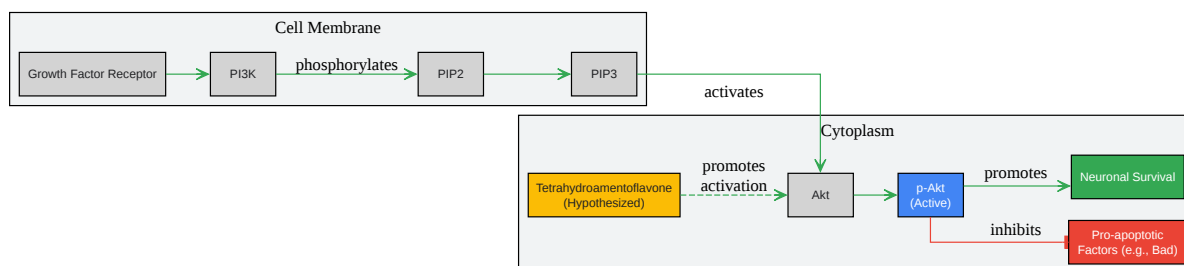 Cell Membrane
Growth Factor Receptor
PI3K
phosphorylates
PIP2
PIP3
activates
Cytoplasm
Tetrahydroamentoflavone
(Hypothesized)
promotes
activation
Akt
p-Akt
(Active)
promotes
Neuronal Survival
inhibits
Pro-apoptotic
Factors (e.g., Bad)